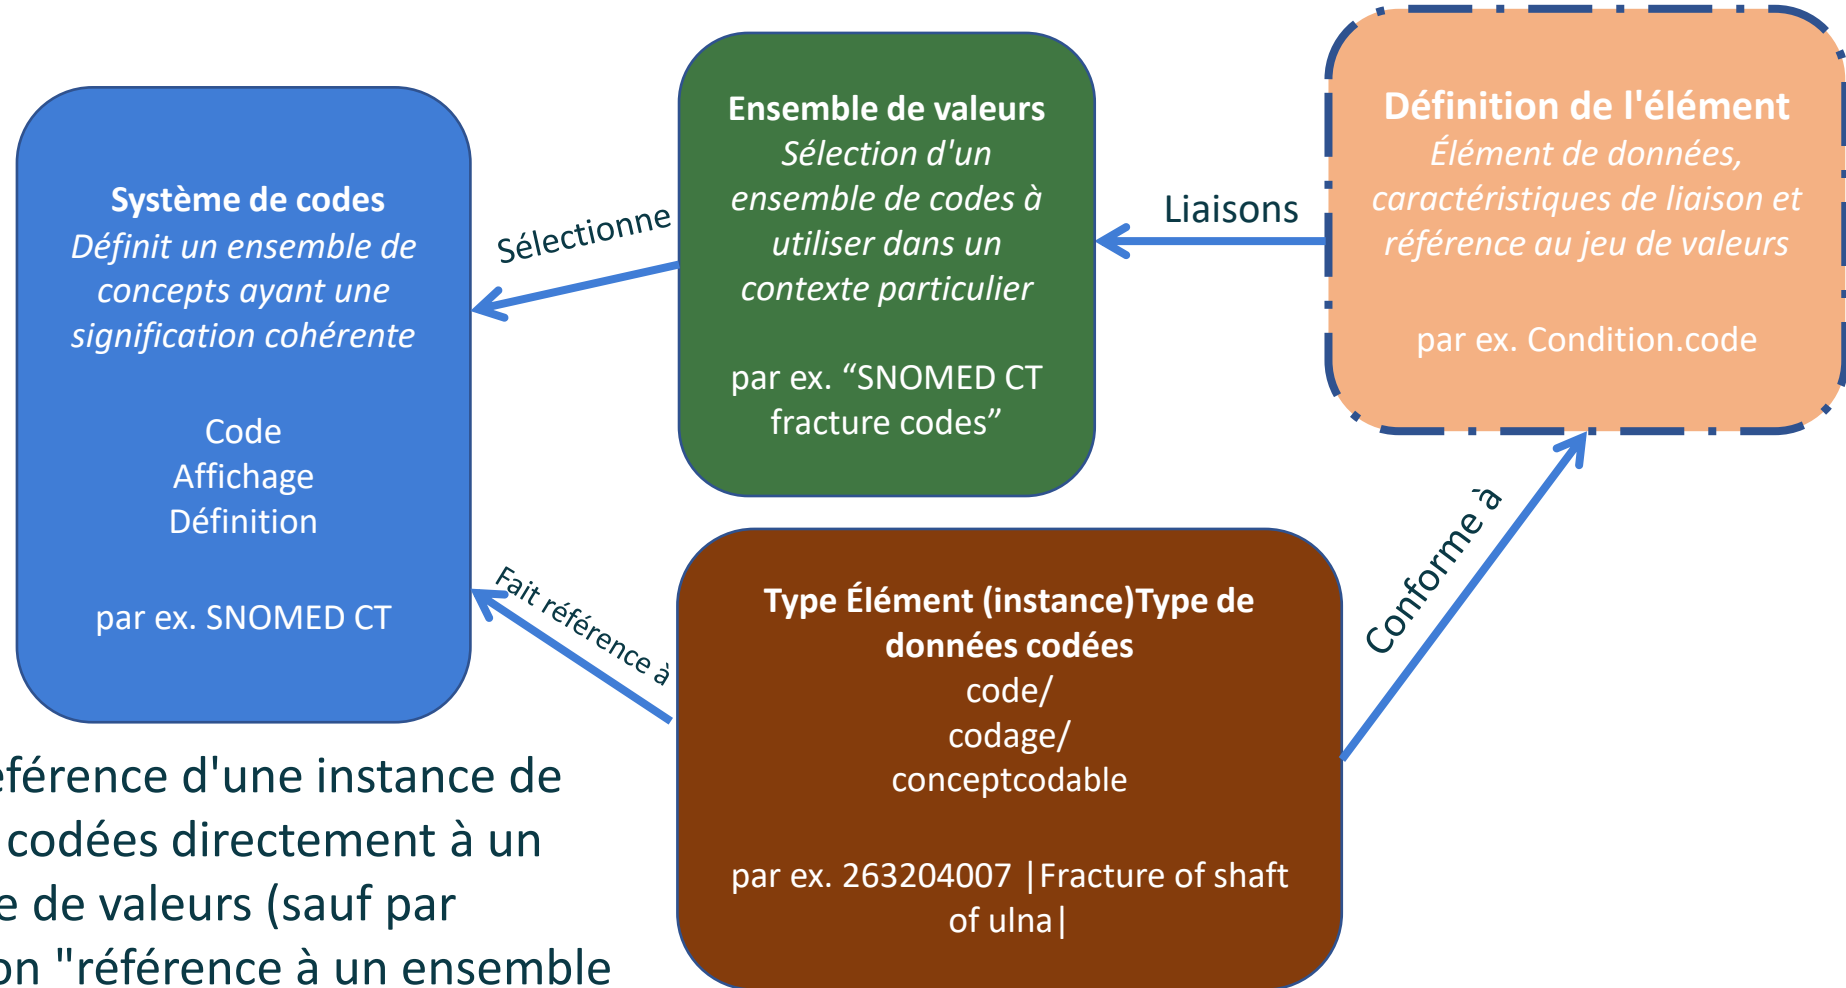 Système de codes
Définit un ensemble de
concepts ayant une
signification cohérente
Code
Affichage
Définition
par ex. SNOMED CT
Sélectionne
Ensemble de valeurs
Sélection d'un
ensemble de codes à
utiliser dans un
contexte particulier
par ex. “SNOMED CT
fracture codes”
Liaisons
Définition de l'élément
Élément de données,
caractéristiques de liaison et
référence au jeu de valeurs
par ex. Condition.code
Fait référence à
Type Élément (instance)Type de
données codées
code/
codage/
conceptcodable
par ex. 263204007 |Fracture of shaft
of ulna|
Conforme à
éférence d'une instance de
codées directement à un
e de valeurs (sauf par
on "référence à un ensemble